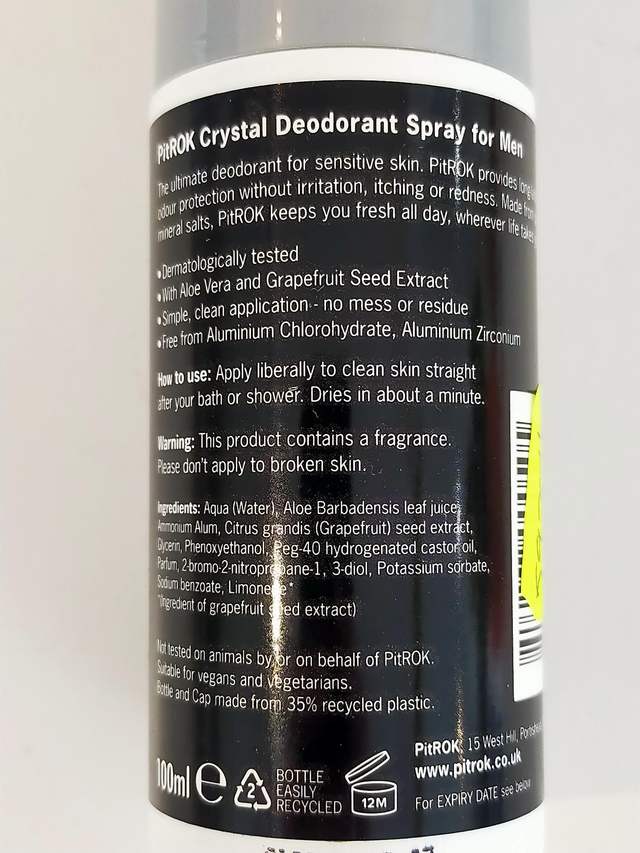 PitROK Crystal Deodorant Spray for Men
The ultimate deodorant for sensitive skin. PitROK provides
odour protection without irritation, itching or redness. Made from
mineral salts, PitROK keeps you fresh all day, wherever life takes
•Dermatologically tested
•With Aloe Vera and Grapefruit Seed Extract
•Simple, clean application - no mess or residue
•Free from Aluminium Chlorohydrate, Aluminium Zirconium
How to use: Apply liberally to clean skin straight
after your bath or shower. Dries in about a minute.
Warning: This product contains a fragrance.
Please don't apply to broken skin.
Ingredients: Aqua (Water), Aloe Barbadensis leaf juice,
Ammonium Alum, Citrus grandis (Grapefruit) seed extract,
Glycerin, Phenoxyethanol, Peg-40 hydrogenated castor oil,
Parfum, 2-bromo-2-nitropropane-1, 3-diol, Potassium sorbate,
Sodium benzoate, Limonene*
*(Ingredient of grapefruit seed extract)
Not tested on animals by or on behalf of PitROK.
Suitable for vegans and vegetarians.
Bottle and Cap made from 35% recycled plastic.
100ml e 2 BOTTLE
EASILY
RECYCLED
12M
PitROK, 15 West Hill,
www.pitrok.co.uk
For EXPIRY DATE see below